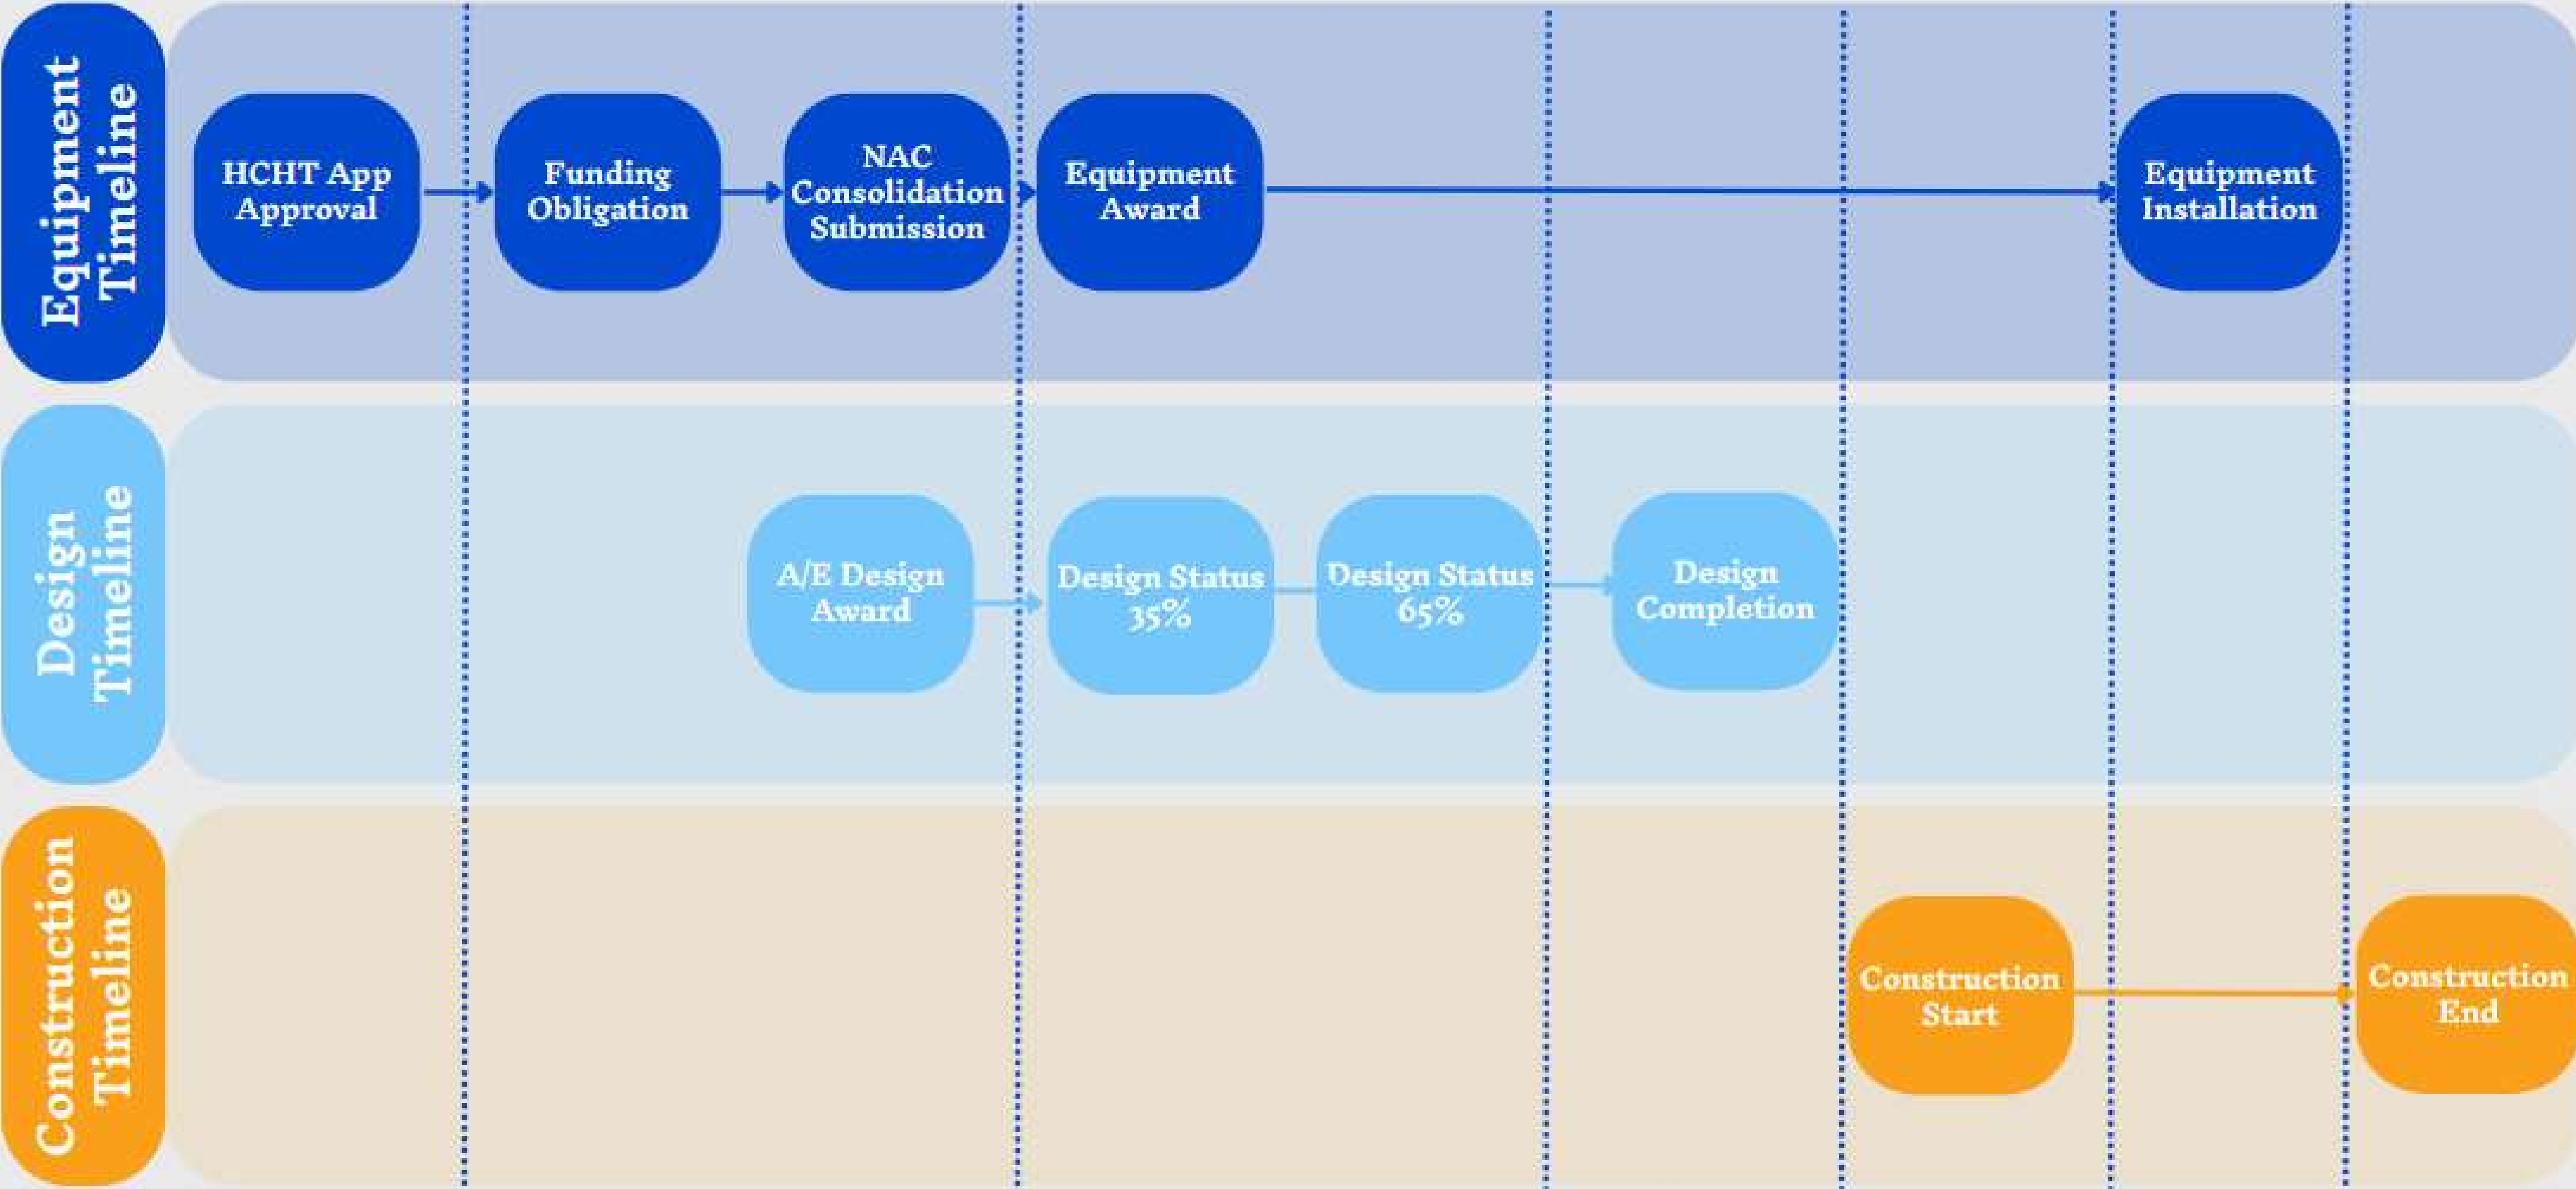 Equipment
Timeline
HCHT App
Approval
Funding
Obligation
NAC
Consolidation
Submission
Equipment
Award
Equipment
Installation
Design
Timeline
A/E Design
Award
Design Status
35%
Design Status
65%
Design
Completion
Construction
Timeline
Construction
Start
Construction
End